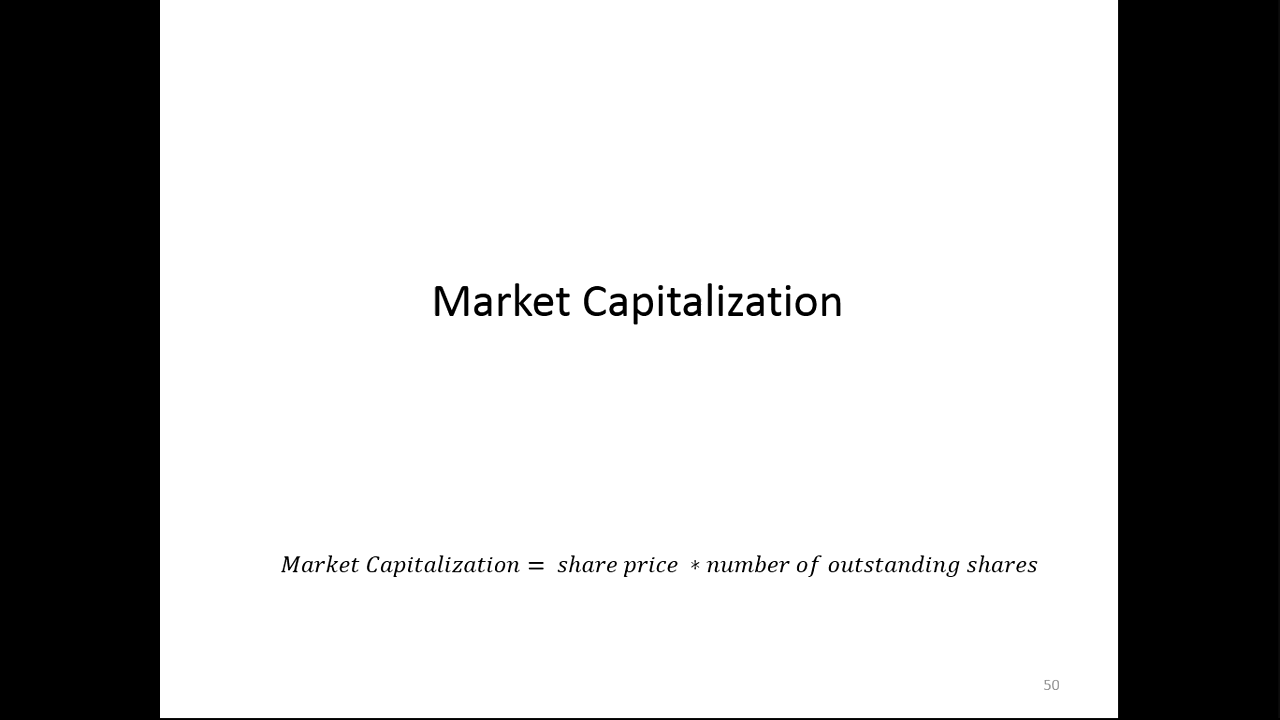 Market Capitalization
Market Capitalization = share price * number of outstanding shares
50